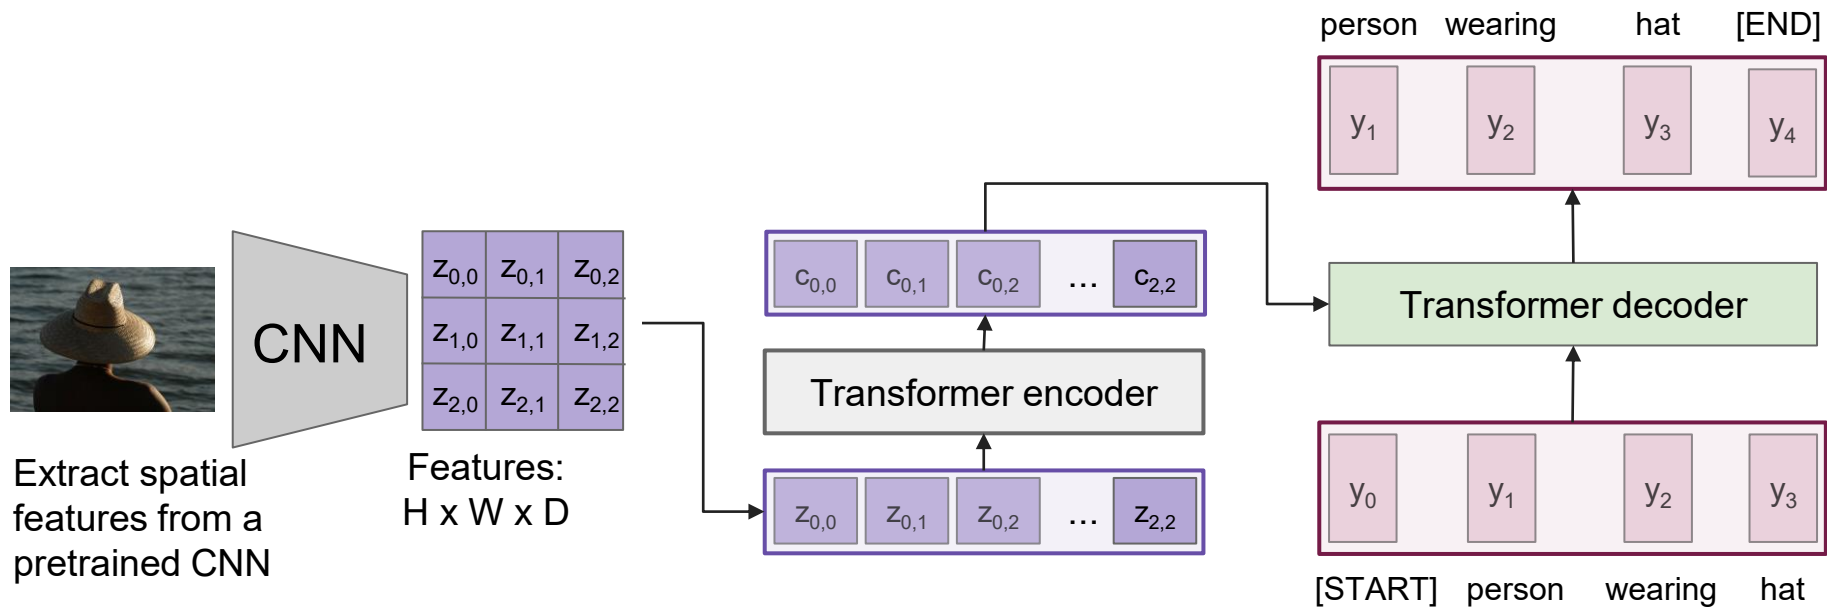 person wearing hat [END]
y1 y2 y3 y4
CNN
z0,0 z0,1 z0,2
z1,0 z1,1 z1,2
z2,0 z2,1 z2,2
Extract spatial
features from a
pretrained CNN
Features:
H x W x D
c0,0 c0,1 c0,2 ... c2,2
Transformer encoder
z0,0 z0,1 z0,2 ... z2,2
Transformer decoder
y0 y1 y2 y3
[START] person wearing hat